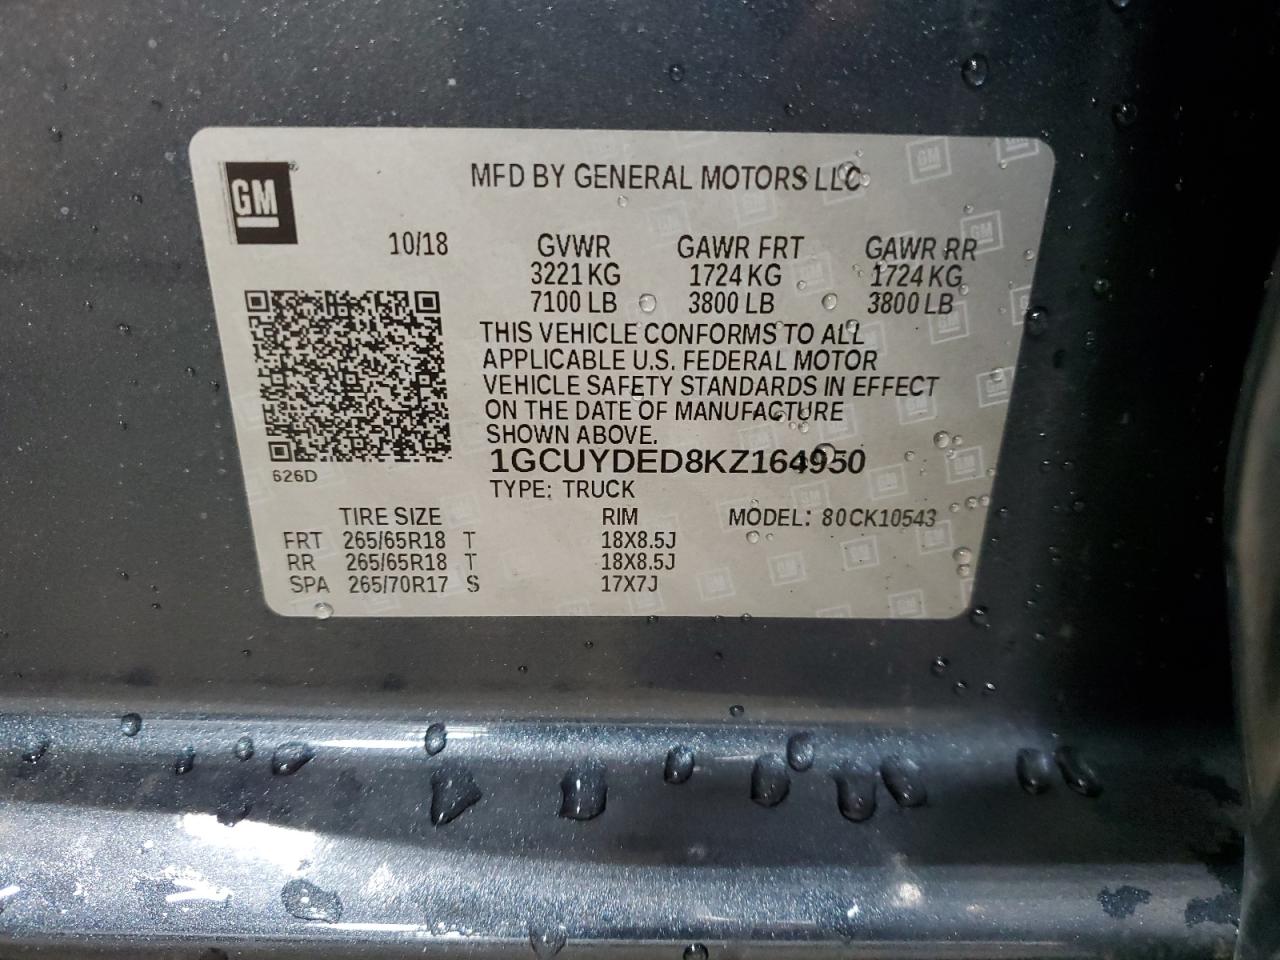 GM
MFD BY GENERAL MOTORS LLC
10/18 GVWR GAWR FRT GAWR RR
3221 KG 1724 KG 1724 KG
7100 LB 3800 LB 3800 LB
THIS VEHICLE CONFORMS TO ALL
APPLICABLE U.S. FEDERAL MOTOR
VEHICLE SAFETY STANDARDS IN EFFECT
ON THE DATE OF MANUFACTURE
SHOWN ABOVE.
1GCUYDED8KZ164950
626D
TYPE: TRUCK
TIRE SIZE RIM MODEL: 80CK10543
FRT 265/65R18 T 18X8.5J
RR 265/65R18 T 18X8.5J
SPA 265/70R17 S 17X7J